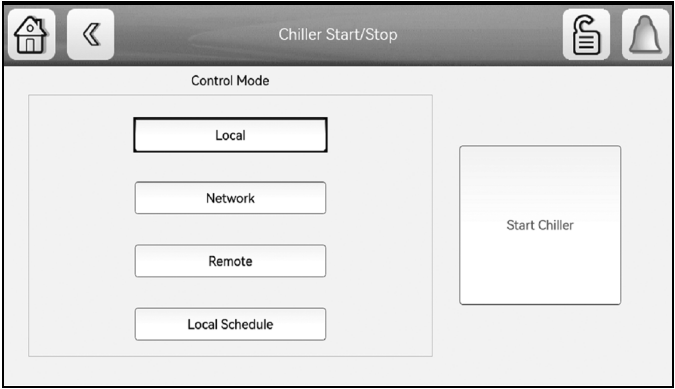 Chiller Start/Stop
Control Mode
Local
Network
Remote
Local Schedule
Start Chiller